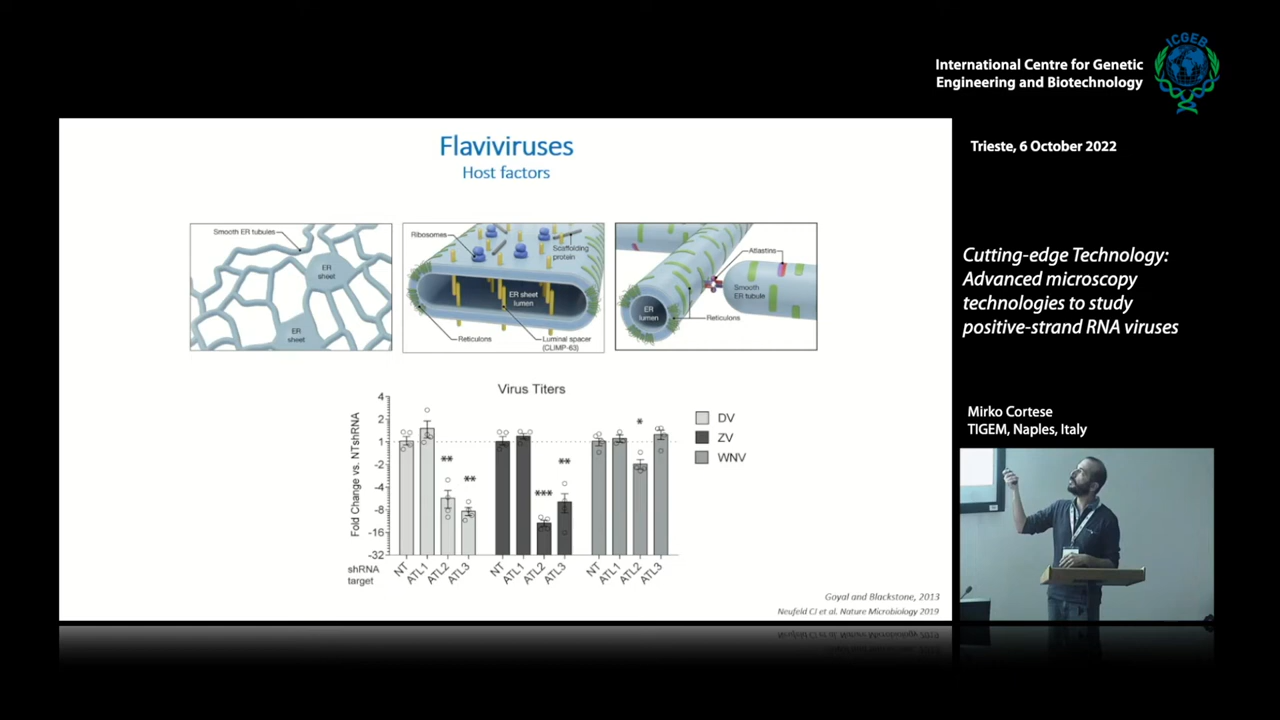 International Centre for Genetic
Engineering and Biotechnology
ICGEB
Trieste, 6 October 2022
Cutting-edge Technology:
Advanced microscopy
technologies to study
positive-strand RNA viruses
Mirko Cortese
TIGEM, Naples, Italy
Flaviviruses
Host factors
Smooth ER tubules
ER
sheet
ER
sheet
Ribosomes
Scaffolding
protein
ER sheet
lumen
Reticulons
Luminal spacer
(CLIMP-63)
Atlastins
Smooth
ER tubule
ER
lumen
Reticulons
Virus Titers
Fold Change vs. NTshRNA
4
2
1
-2
-4
-8
-16
-32
** ** *** ** *
DV
ZV
WNV
shRNA
target
NT ATL1 ATL2 ATL3 NT ATL1 ATL2 ATL3 NT ATL1 ATL2 ATL3
Goyal and Blackstone, 2013
Neufeld CJ et al. Nature Microbiology 2019